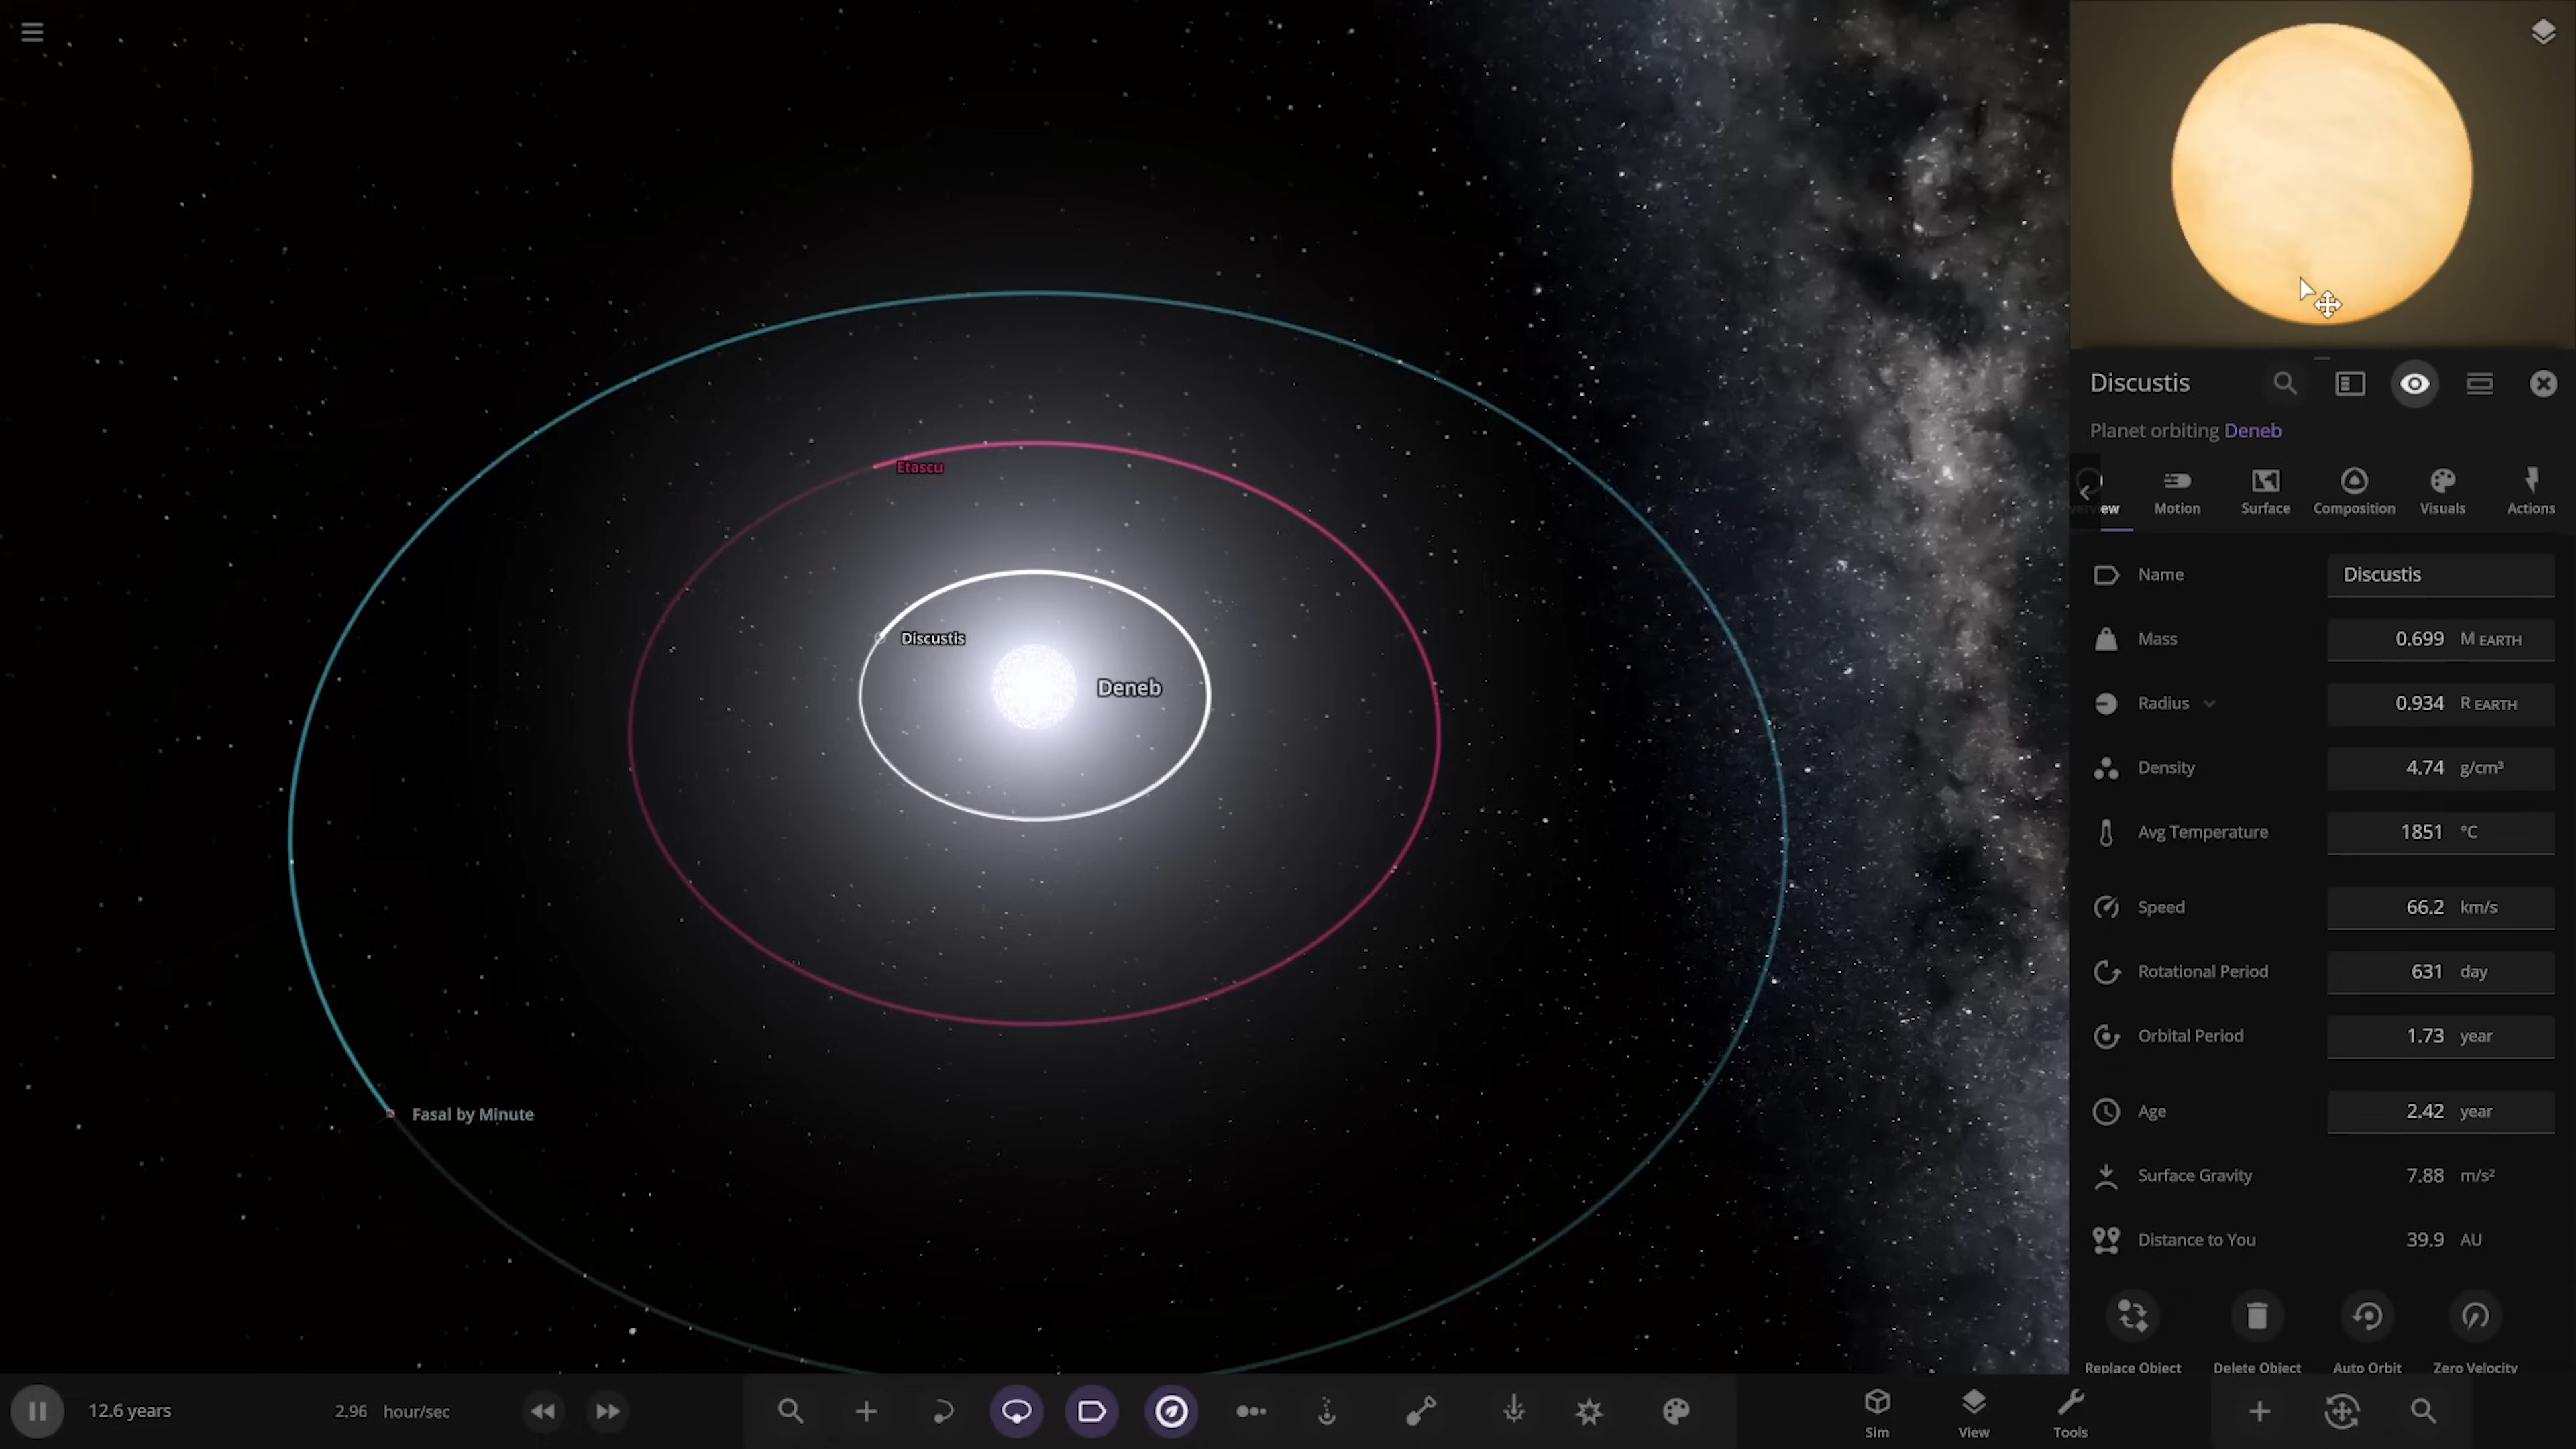 Etascu
Discustis
Deneb
Fasal by Minute
Discustis
Planet orbiting Deneb
Motion
Surface
Composition
Visuals
Actions
Name Discustis
Mass 0.699 M EARTH
Radius 0.934 R EARTH
Density 4.74 g/cm³
Avg Temperature 1851 °C
Speed 66.2 km/s
Rotational Period 631 day
Orbital Period 1.73 year
Age 2.42 year
Surface Gravity 7.88 m/s²
Distance to You 39.9 AU
Replace Object
Delete Object
Auto Orbit
Zero Velocity
12.6 years
2.96 hour/sec
Sim
View
Tools